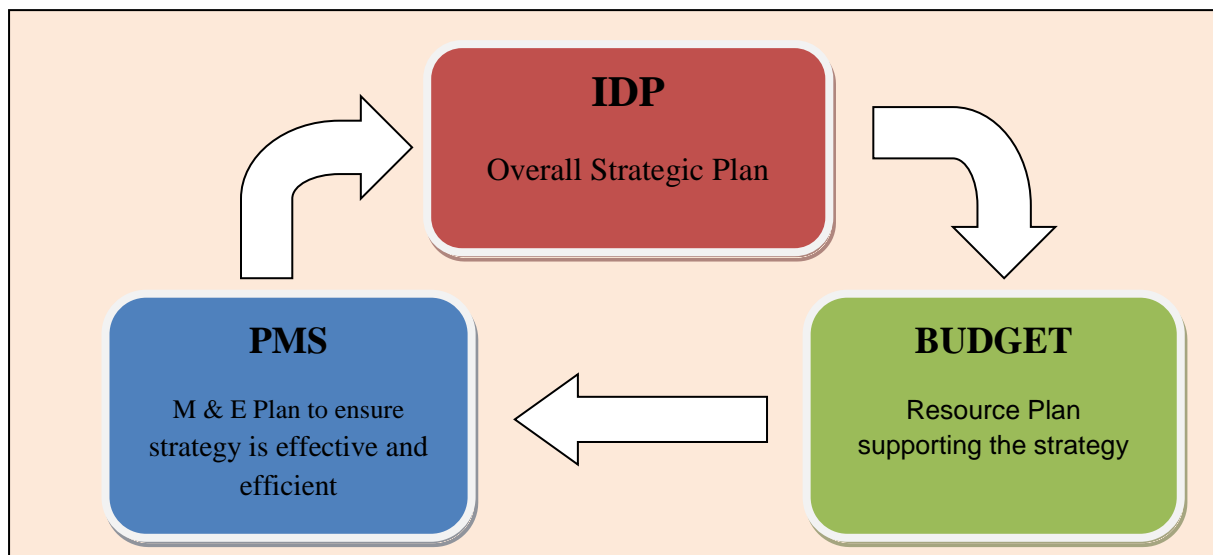 IDP
Overall Strategic Plan
PMS
M & E Plan to ensure
strategy is effective and
efficient
BUDGET
Resource Plan
supporting the strategy